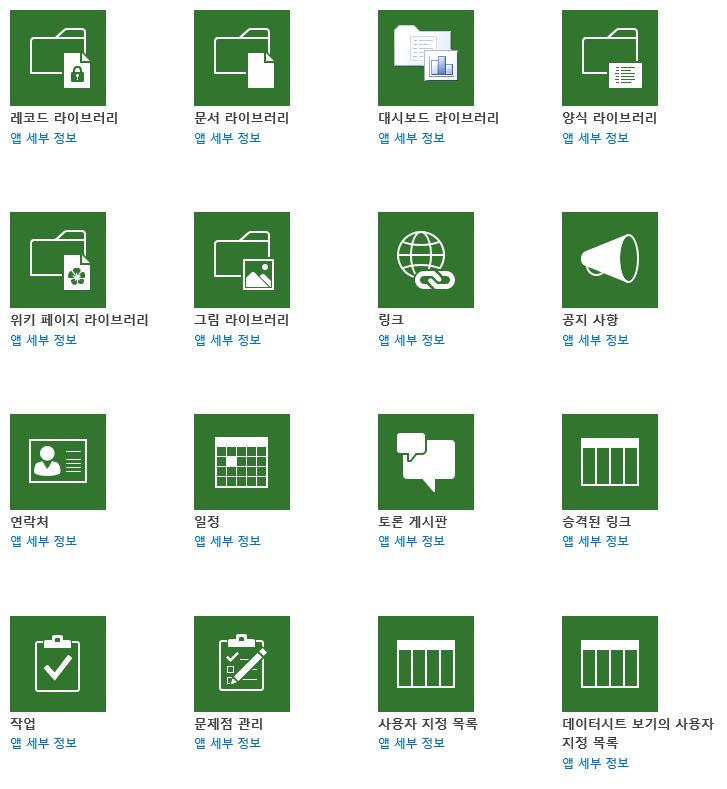 레코드 라이브러리
앱 세부 정보
문서 라이브러리
앱 세부 정보
대시보드 라이브러리
앱 세부 정보
양식 라이브러리
앱 세부 정보
위키 페이지 라이브러리
앱 세부 정보
그림 라이브러리
앱 세부 정보
링크
앱 세부 정보
공지 사항
앱 세부 정보
연락처
앱 세부 정보
일정
앱 세부 정보
토론 게시판
앱 세부 정보
승격된 링크
앱 세부 정보
작업
앱 세부 정보
문제점 관리
앱 세부 정보
사용자 지정 목록
앱 세부 정보
데이터시트 보기의 사용자
지정 목록
앱 세부 정보